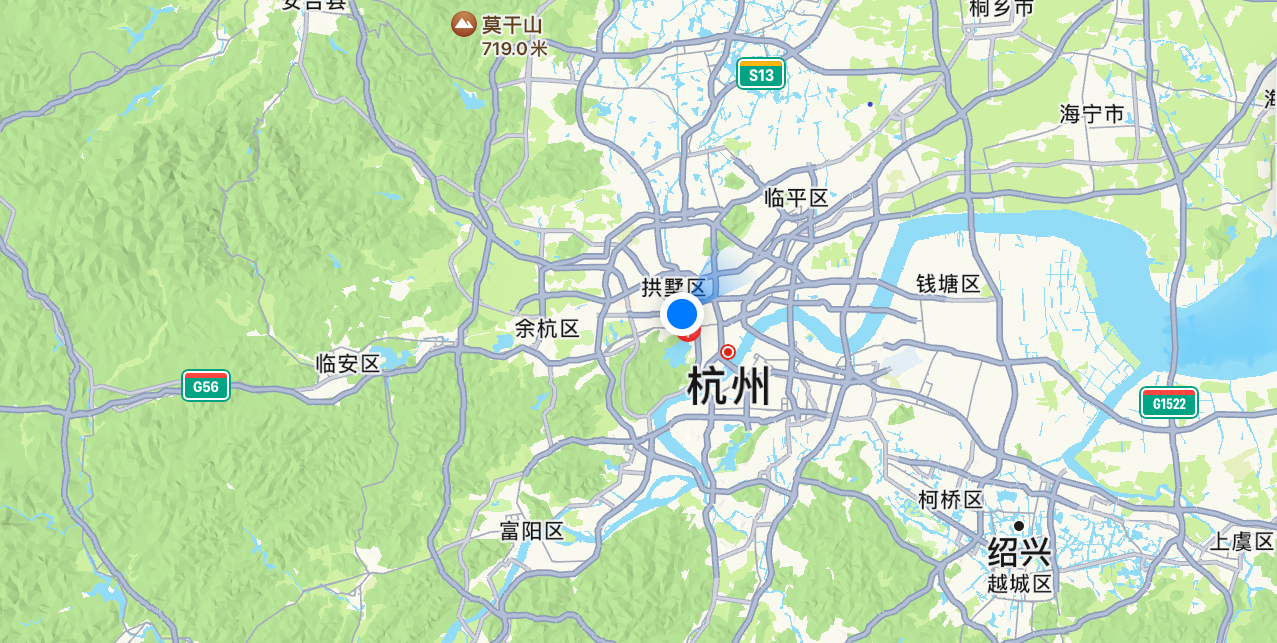 安吉县
莫干山
719.0米
桐乡市
S13
海宁市
临平区
拱墅区
钱塘区
余杭区
临安区
G56
杭州
G1522
柯桥区
富阳区
绍兴
上虞区
越城区